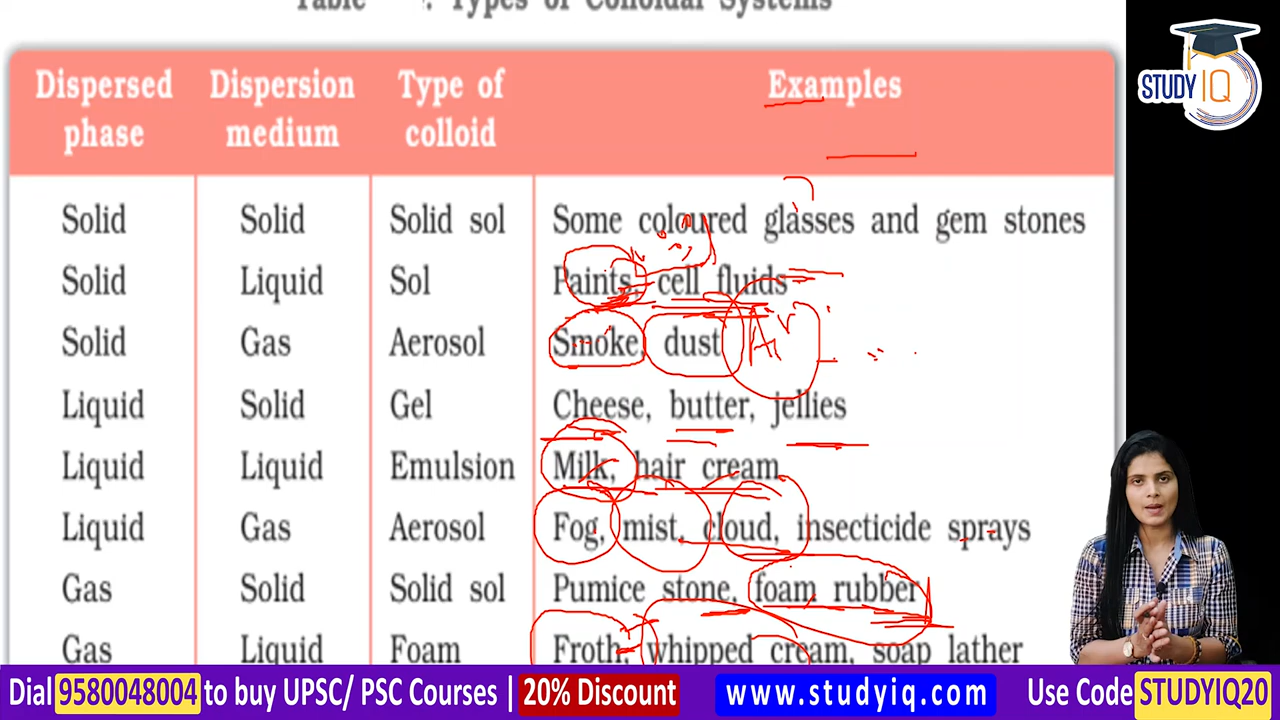 Table : Types of Colloidal Systems
STUDY IQ
Dispersed phase Dispersion medium Type of colloid Examples
Solid Solid Solid sol Some coloured glasses and gem stones
Solid Liquid Sol Paints, cell fluids
Solid Gas Aerosol Smoke, dust Air
Liquid Solid Gel Cheese, butter, jellies
Liquid Liquid Emulsion Milk, hair cream
Liquid Gas Aerosol Fog, mist, cloud, insecticide sprays
Gas Solid Solid sol Pumice stone, foam rubber
Gas Liquid Foam Froth, whipped cream, soap lather
Dial 9580048004 to buy UPSC/ PSC Courses | 20% Discount www.studyiq.com Use Code STUDYIQ20